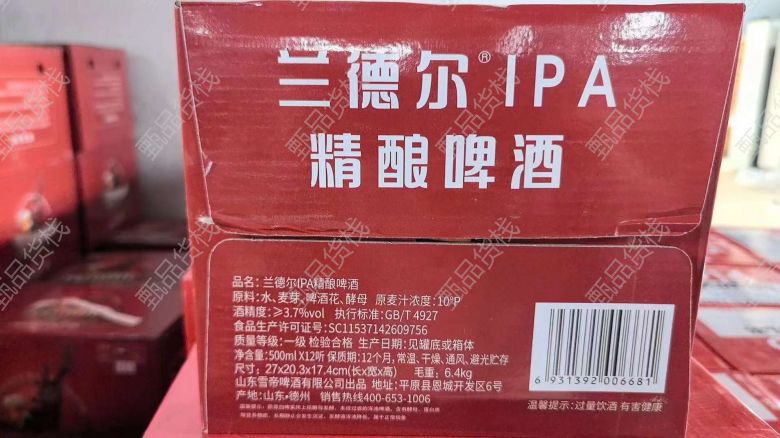 兰德尔®IPA
精酿啤酒
品名: 兰德尔IPA精酿啤酒
原料: 水、麦芽、啤酒花、酵母 原麦汁浓度: 10°P
酒精度: ≥3.7%vol 执行标准: GB/T 4927
食品生产许可证号: SC11537142609756
质量等级: 一级 检验合格 生产日期: 见罐底或箱体
净含量: 500ml X12听 保质期: 12个月, 常温、干燥、通风、避光贮存
尺寸: 27x20.3x17.4cm(长x宽x高) 毛重: 6.4kg
山东雪帝啤酒有限公司出品 地址: 平原县恩城开发区6号
产地: 山东·德州 销售热线400-653-1006
6 931392 006681
温馨提示: 过量饮酒 有害健康
甄品货栈